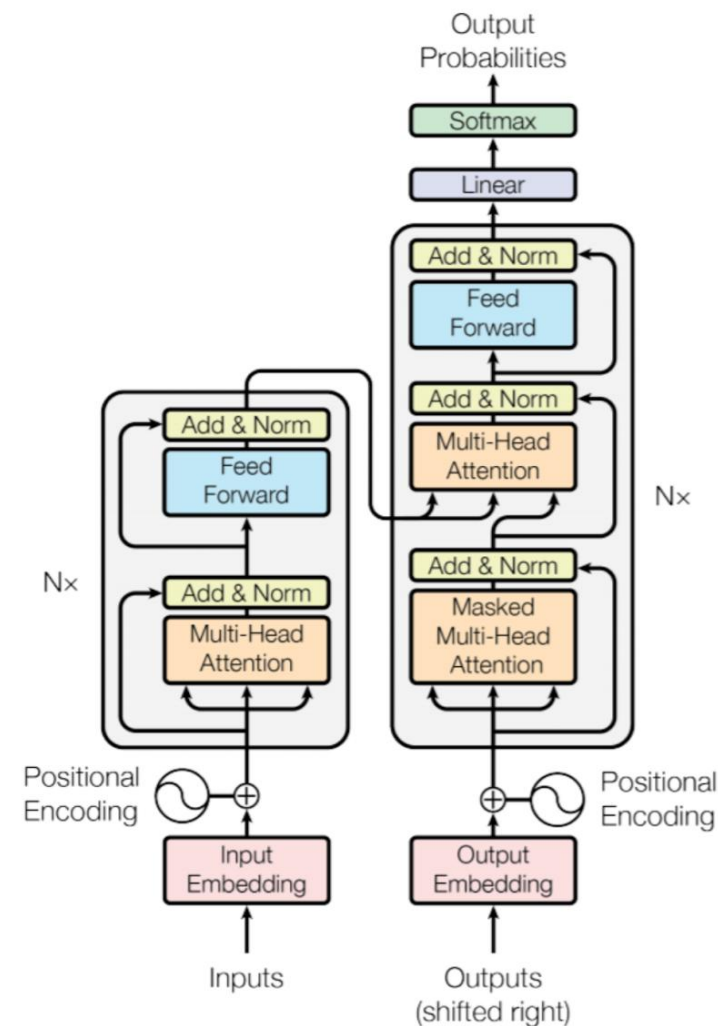 Output
Probabilities
Softmax
Linear
Add & Norm
Feed
Forward
Add & Norm
Multi-Head
Attention
Add & Norm
Masked
Multi-Head
Attention
Nx
Add & Norm
Feed
Forward
Add & Norm
Multi-Head
Attention
Nx
Positional
Encoding
Positional
Encoding
Input
Embedding
Output
Embedding
Inputs
Outputs
(shifted right)